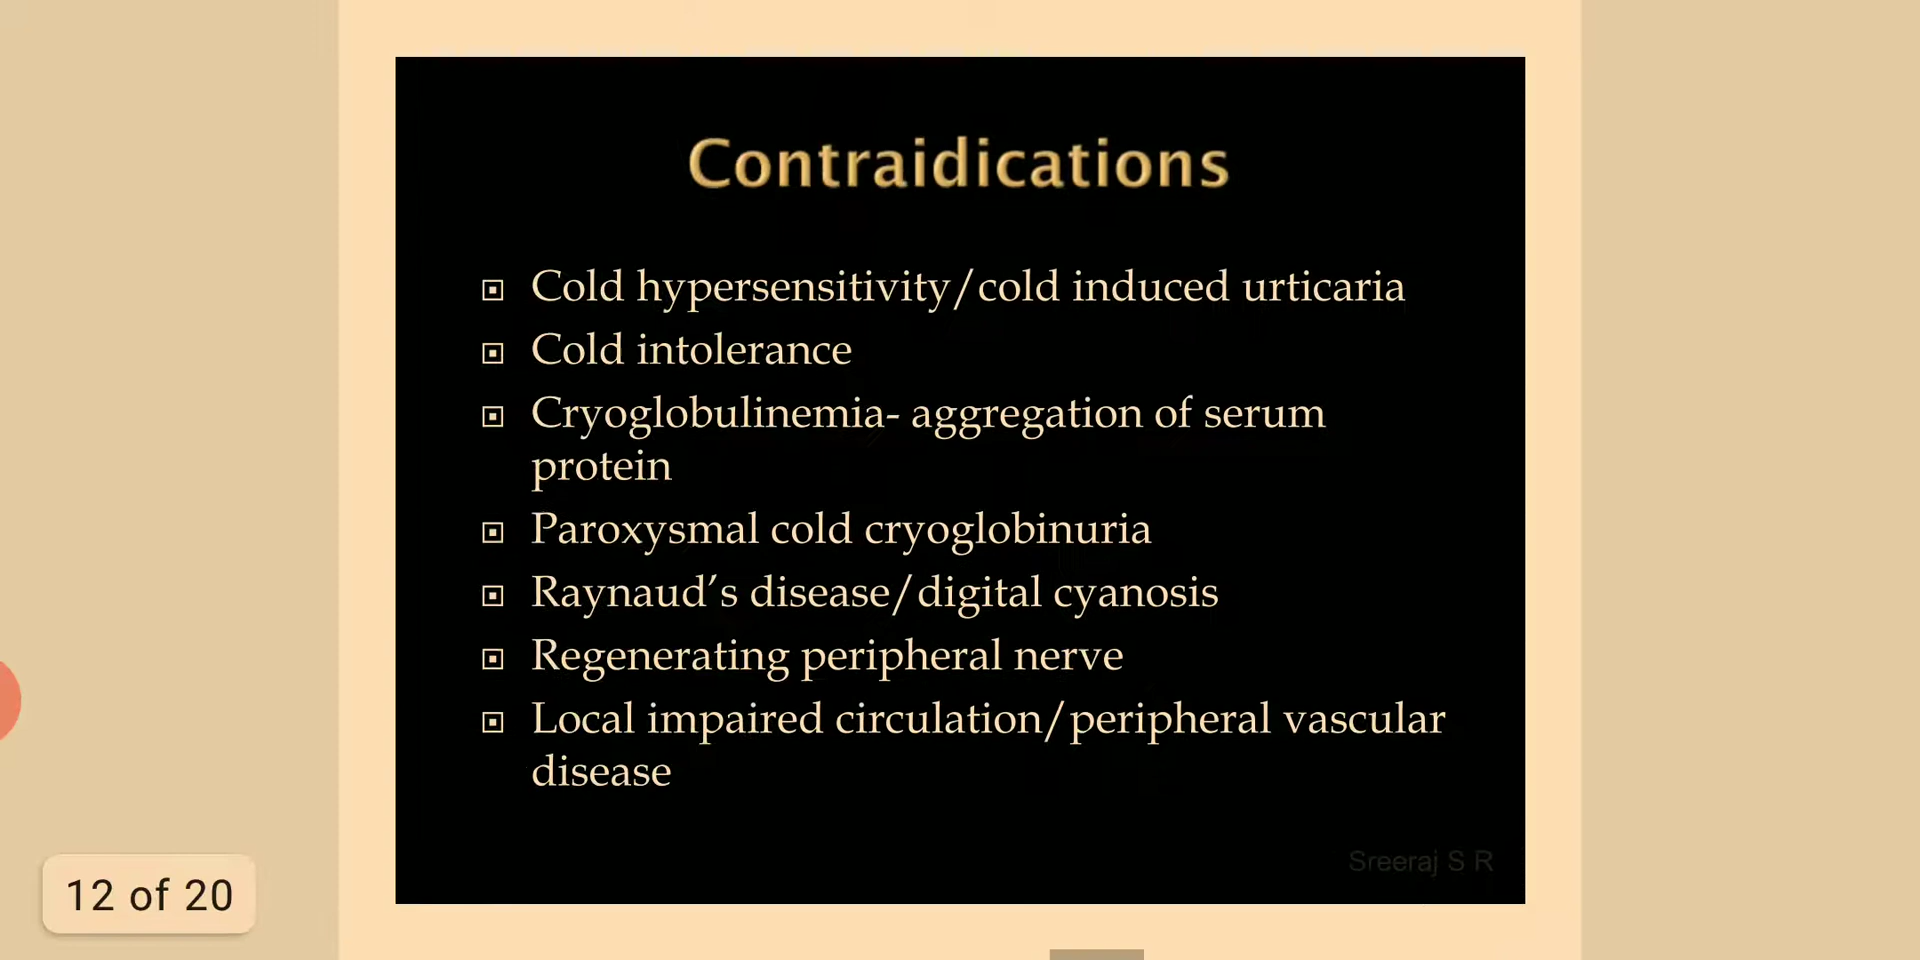 Contraidications
Cold hypersensitivity/cold induced urticaria
Cold intolerance
Cryoglobulinemia- aggregation of serum
protein
Paroxysmal cold cryoglobinuria
Raynaud’s disease/digital cyanosis
Regenerating peripheral nerve
Local impaired circulation/peripheral vascular
disease
Sreeraj S R
12 of 20